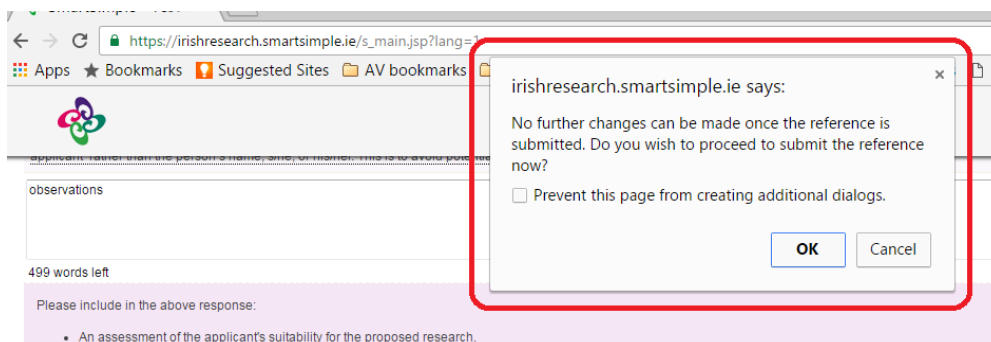 https://irishresearch.smartsimple.ie/s_main.jsp?lang=1
Apps Bookmarks Suggested Sites AV bookmarks
irishresearch.smartsimple.ie says:
No further changes can be made once the reference is
submitted. Do you wish to proceed to submit the reference
now?
Prevent this page from creating additional dialogs.
OK Cancel
applicant' rather than the person's name, s/he, or his/her. This is to avoid
observations
499 words left
Please include in the above response:
• An assessment of the applicant's suitability for the proposed research.